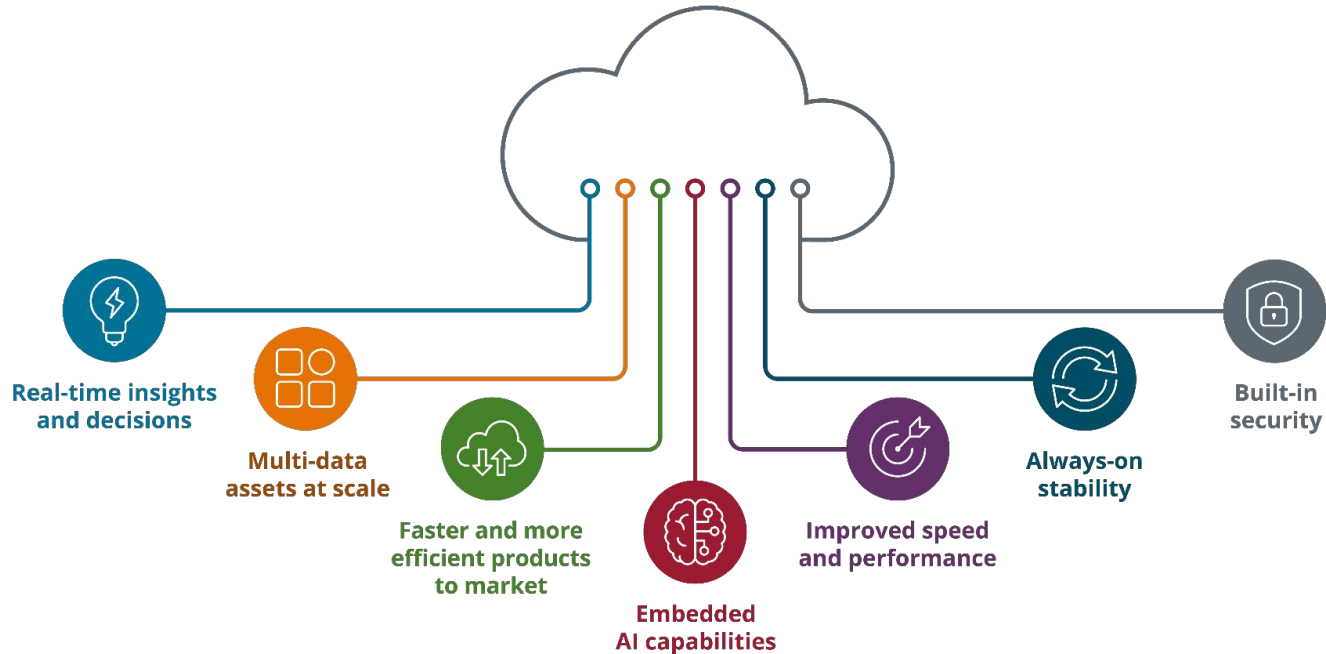 Real-time insights
and decisions
Multi-data
assets at scale
Faster and more
efficient products
to market
Embedded
AI capabilities
Improved speed
and performance
Always-on
stability
Built-in
security